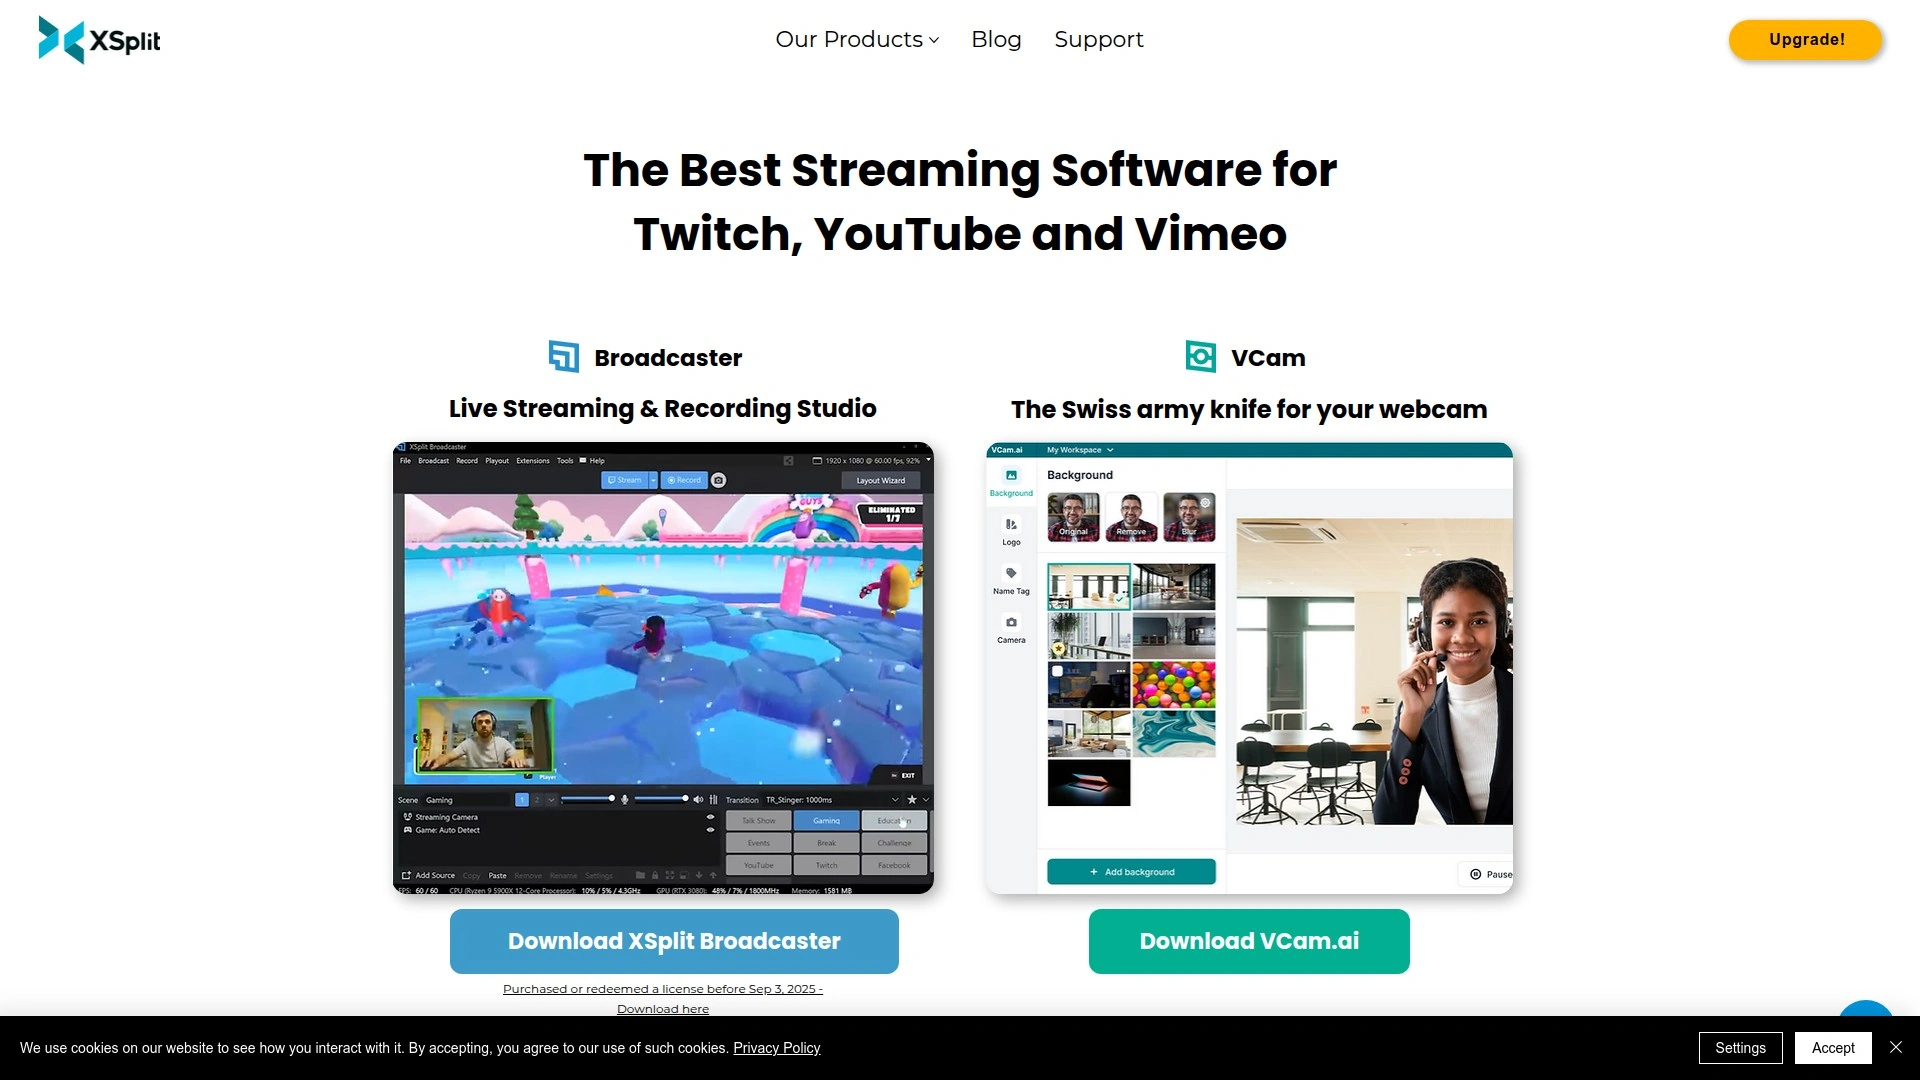 XSplit
Our Products
Blog
Support
Upgrade!
The Best Streaming Software for
Twitch, YouTube and Vimeo
Broadcaster
Live Streaming & Recording Studio
XSplit Broadcaster
File Broadcast Record Playout Extensions Tools Help
1920 x 1080 @ 60.00 fps, 92%
Stream
Record
Layout Wizard
GUYS
ELIMINATED
1/7
Player
EXIT
Scene Gaming
1 2
Transition TR_Stinger: 1000ms
Streaming Camera
Game: Auto Detect
Talk Show Gaming Education
Events Break Challenge
YouTube Twitch Facebook
Add Source Copy Paste Remove Rename Settings
FPS: 60 / 60 CPU (Ryzen 9 5900X 12-Core Processor): 10% / 5% / 4.3GHz GPU (RTX 3080): 48% / 7% / 1800MHz Memory: 1581 MB
Download XSplit Broadcaster
Purchased or redeemed a license before Sep 3, 2025 -
Download here
VCam
The Swiss army knife for your webcam
VCam.ai
My Workspace
Background
Logo
Name Tag
Camera
Background
Original
Remove
Blur
Add background
Pause
Download VCam.ai
We use cookies on our website to see how you interact with it. By accepting, you agree to our use of such cookies. Privacy Policy
Settings
Accept